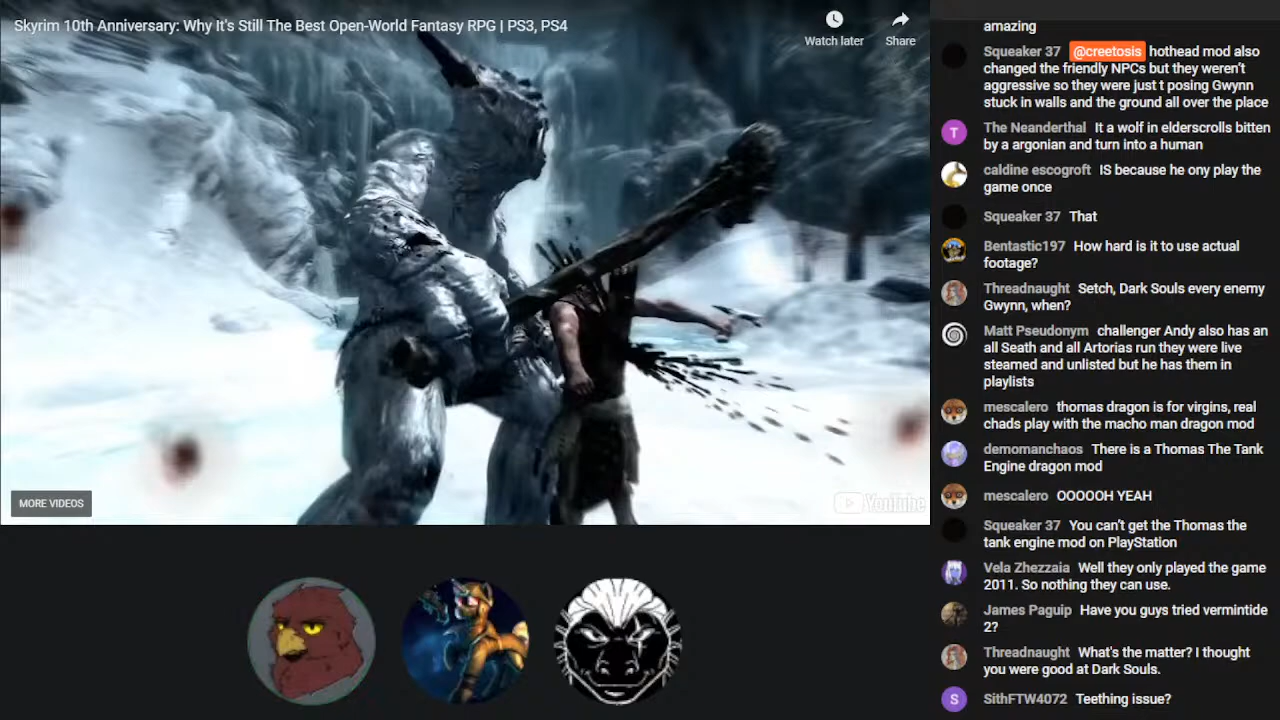 Skyrim 10th Anniversary: Why It's Still The Best Open-World Fantasy RPG | PS3, PS4
Watch later
Share
MORE VIDEOS
YouTube
amazing
Squeaker 37 @creetosis hothead mod also
changed the friendly NPCs but they weren't
aggressive so they were just t posing Gwynn
stuck in walls and the ground all over the place
T
The Neanderthal It a wolf in elderscrolls bitten
by a argonian and turn into a human
caldine escogroft IS because he ony play the
game once
Squeaker 37 That
Bentastic197 How hard is it to use actual
footage?
Threadnaught Setch, Dark Souls every enemy
Gwynn, when?
Matt Pseudonym challenger Andy also has an
all Seath and all Artorias run they were live
steamed and unlisted but he has them in
playlists
mescalero thomas dragon is for virgins, real
chads play with the macho man dragon mod
demomanchaos There is a Thomas The Tank
Engine dragon mod
mescalero OOOOOH YEAH
Squeaker 37 You can't get the Thomas the
tank engine mod on PlayStation
Vela Zhezzaia Well they only played the game
2011. So nothing they can use.
James Paguip Have you guys tried vermintide
2?
Threadnaught What's the matter? I thought
you were good at Dark Souls.
S
SithFTW4072 Teething issue?